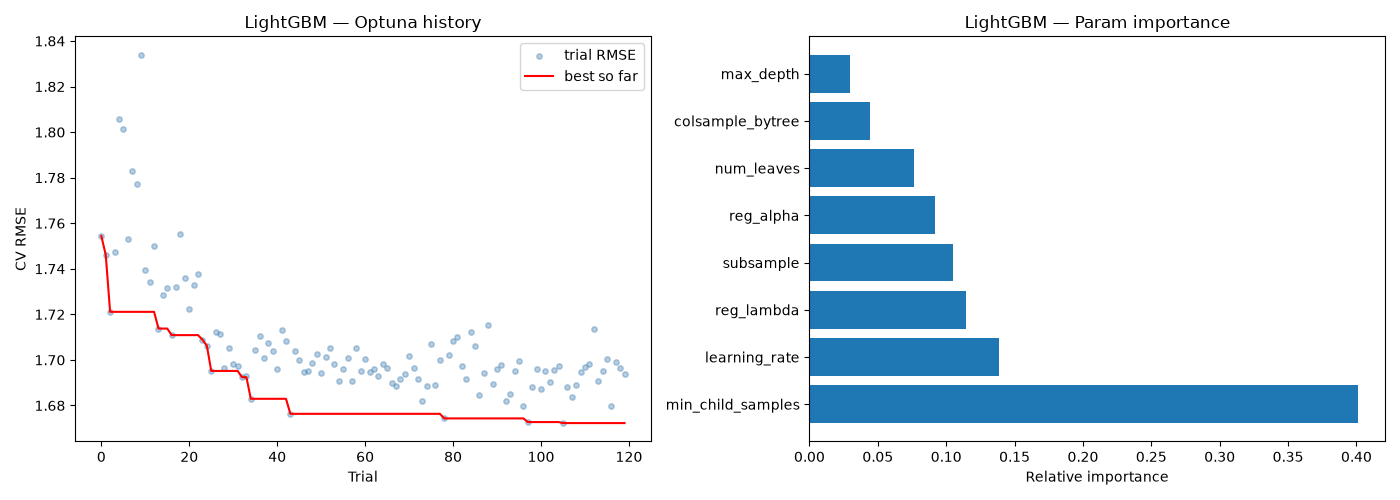 LightGBM — Optuna history
CV RMSE
1.84
1.82
1.80
1.78
1.76
1.74
1.72
1.70
1.68
trial RMSE
best so far
0
20
40
60
80
100
120
Trial
LightGBM — Param importance
max_depth
colsample_bytree
num_leaves
reg_alpha
subsample
reg_lambda
learning_rate
min_child_samples
0.00
0.05
0.10
0.15
0.20
0.25
0.30
0.35
0.40
Relative importance